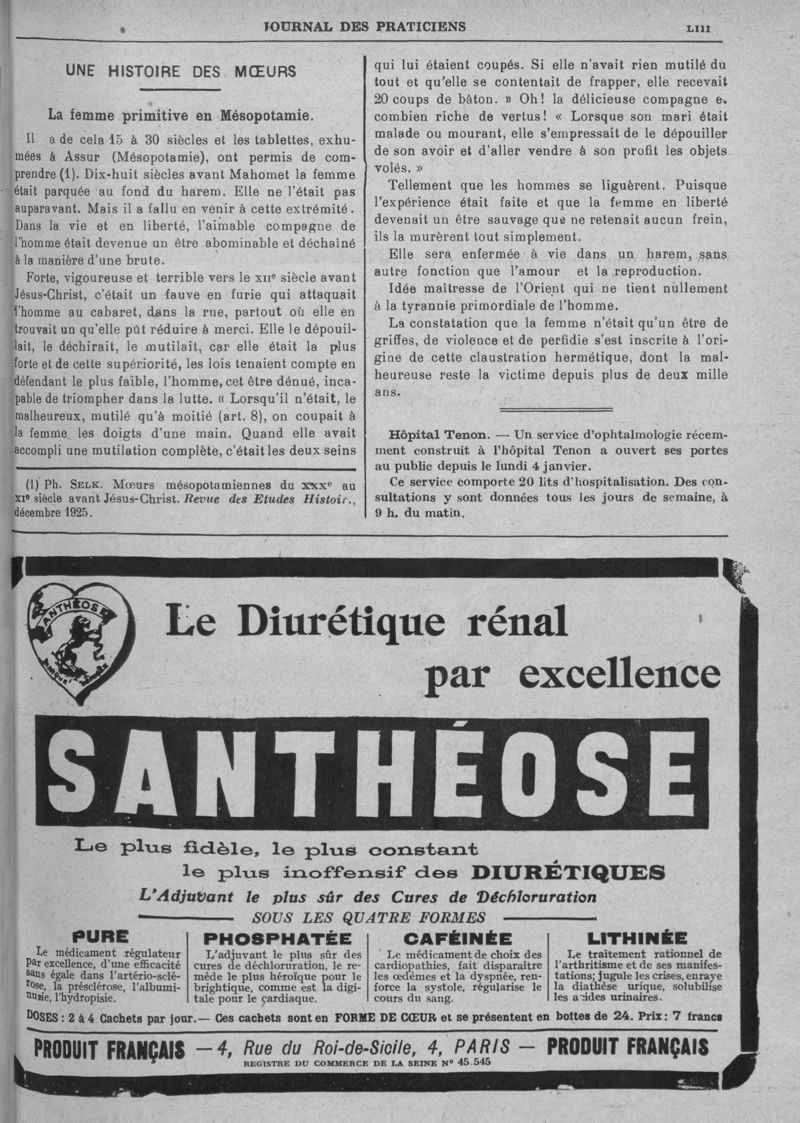 JOURNAL DES PRATICIENS
LIII
UNE HISTOIRE DES MŒURS
La femme primitive en Mésopotamie.
Il a de cela 15 à 30 siècles et les tablettes, exhu-
mées à Assur (Mésopotamie), ont permis de com-
prendre (1). Dix-huit siècles avant Mahomet la femme
était parquée au fond du harem. Elle ne l'était pas
auparavant. Mais il a fallu en venir à cette extrémité.
Dans la vie et en liberté, l'aimable compagne de
l'homme était devenue un être abominable et déchaîné
à la manière d'une brute.
Forte, vigoureuse et terrible vers le XIIe siècle avant
Jésus-Christ, c'était un fauve en furie qui attaquait
l'homme au cabaret, dans la rue, partout où elle en
trouvait un qu'elle pût réduire à merci. Elle le dépouil-
lait, le déchirait, le mutilait, car elle était la plus
forte et de cette supériorité, les lois tenaient compte en
défendant le plus faible, l'homme, cet être dénué, inca-
pable de triompher dans la lutte. « Lorsqu'il n'était, le
malheureux, mutilé qu'à moitié (art. 8), on coupait à
la femme les doigts d'une main. Quand elle avait
accompli une mutilation complète, c'était les deux seins
(1) Ph. SELK. Mœurs mésopotamiennes du XXXe au
XIe siècle avant Jésus-Christ. Revue des Etudes Histoir.,
décembre 1925.
qui lui étaient coupés. Si elle n'avait rien mutilé du
tout et qu'elle se contentait de frapper, elle recevait
20 coups de bâton. » Oh! la délicieuse compagne e
combien riche de vertus! « Lorsque son mari était
malade ou mourant, elle s'empressait de le dépouiller
de son avoir et d'aller vendre à son profit les objets
volés. »
Tellement que les hommes se liguèrent. Puisque
l'expérience était faite et que la femme en liberté
devenait un être sauvage que ne retenait aucun frein,
ils la murèrent tout simplement.
Elle sera enfermée à vie dans un harem, sans
autre fonction que l'amour et la reproduction.
Idée maîtresse de l'Orient qui ne tient nullement
à la tyrannie primordiale de l'homme.
La constatation que la femme n'était qu'un être de
griffes, de violence et de perfidie s'est inscrite à l'ori-
gine de cette claustration hermétique, dont la mal-
heureuse reste la victime depuis plus de deux mille
ans.
Hôpital Tenon. — Un service d'ophtalmologie récem-
ment construit à l'hôpital Tenon a ouvert ses portes
au public depuis le lundi 4 janvier.
Ce service comporte 20 lits d'hospitalisation. Des con-
sultations y sont données tous les jours de semaine, à
9 h. du matin.
SANTHÉOSE
Le Diurétique rénal
par excellence
SANTHÉOSE
Le plus fidèle, le plus constant
le plus inoffensif des DIURÉTIQUES
L'Adjuvant le plus sûr des Cures de Déchloruration
SOUS LES QUATRE FORMES
PURE
Le médicament régulateur
par excellence, d'une efficacité
sans égale dans l'artério-sclé-
rose, la présclérose, l'albumi-
nurie, l'hydropisie.
PHOSPHATÉE
L'adjuvant le plus sûr des
cures de déchloruration, le re-
mède le plus héroïque pour le
brightique, comme est la digi-
tale pour le cardiaque.
CAFÉINÉE
Le médicament de choix des
cardiopathies, fait disparaître
les œdèmes et la dyspnée, ren-
force la systole, régularise le
cours du sang.
LITHINÉE
Le traitement rationnel de
l'arthritisme et de ses manifes-
tations; jugule les crises, enraye
la diathèse urique, solubilise
les acides urinaires.
DOSES : 2 à 4 Cachets par jour. — Ces cachets sont en FORME DE CŒUR et se présentent en boîtes de 24. Prix : 7 francs
PRODUIT FRANÇAIS — 4, Rue du Roi-de-Sicile, 4, PARIS — PRODUIT FRANÇAIS
REGISTRE DU COMMERCE DE LA SEINE No 45.545